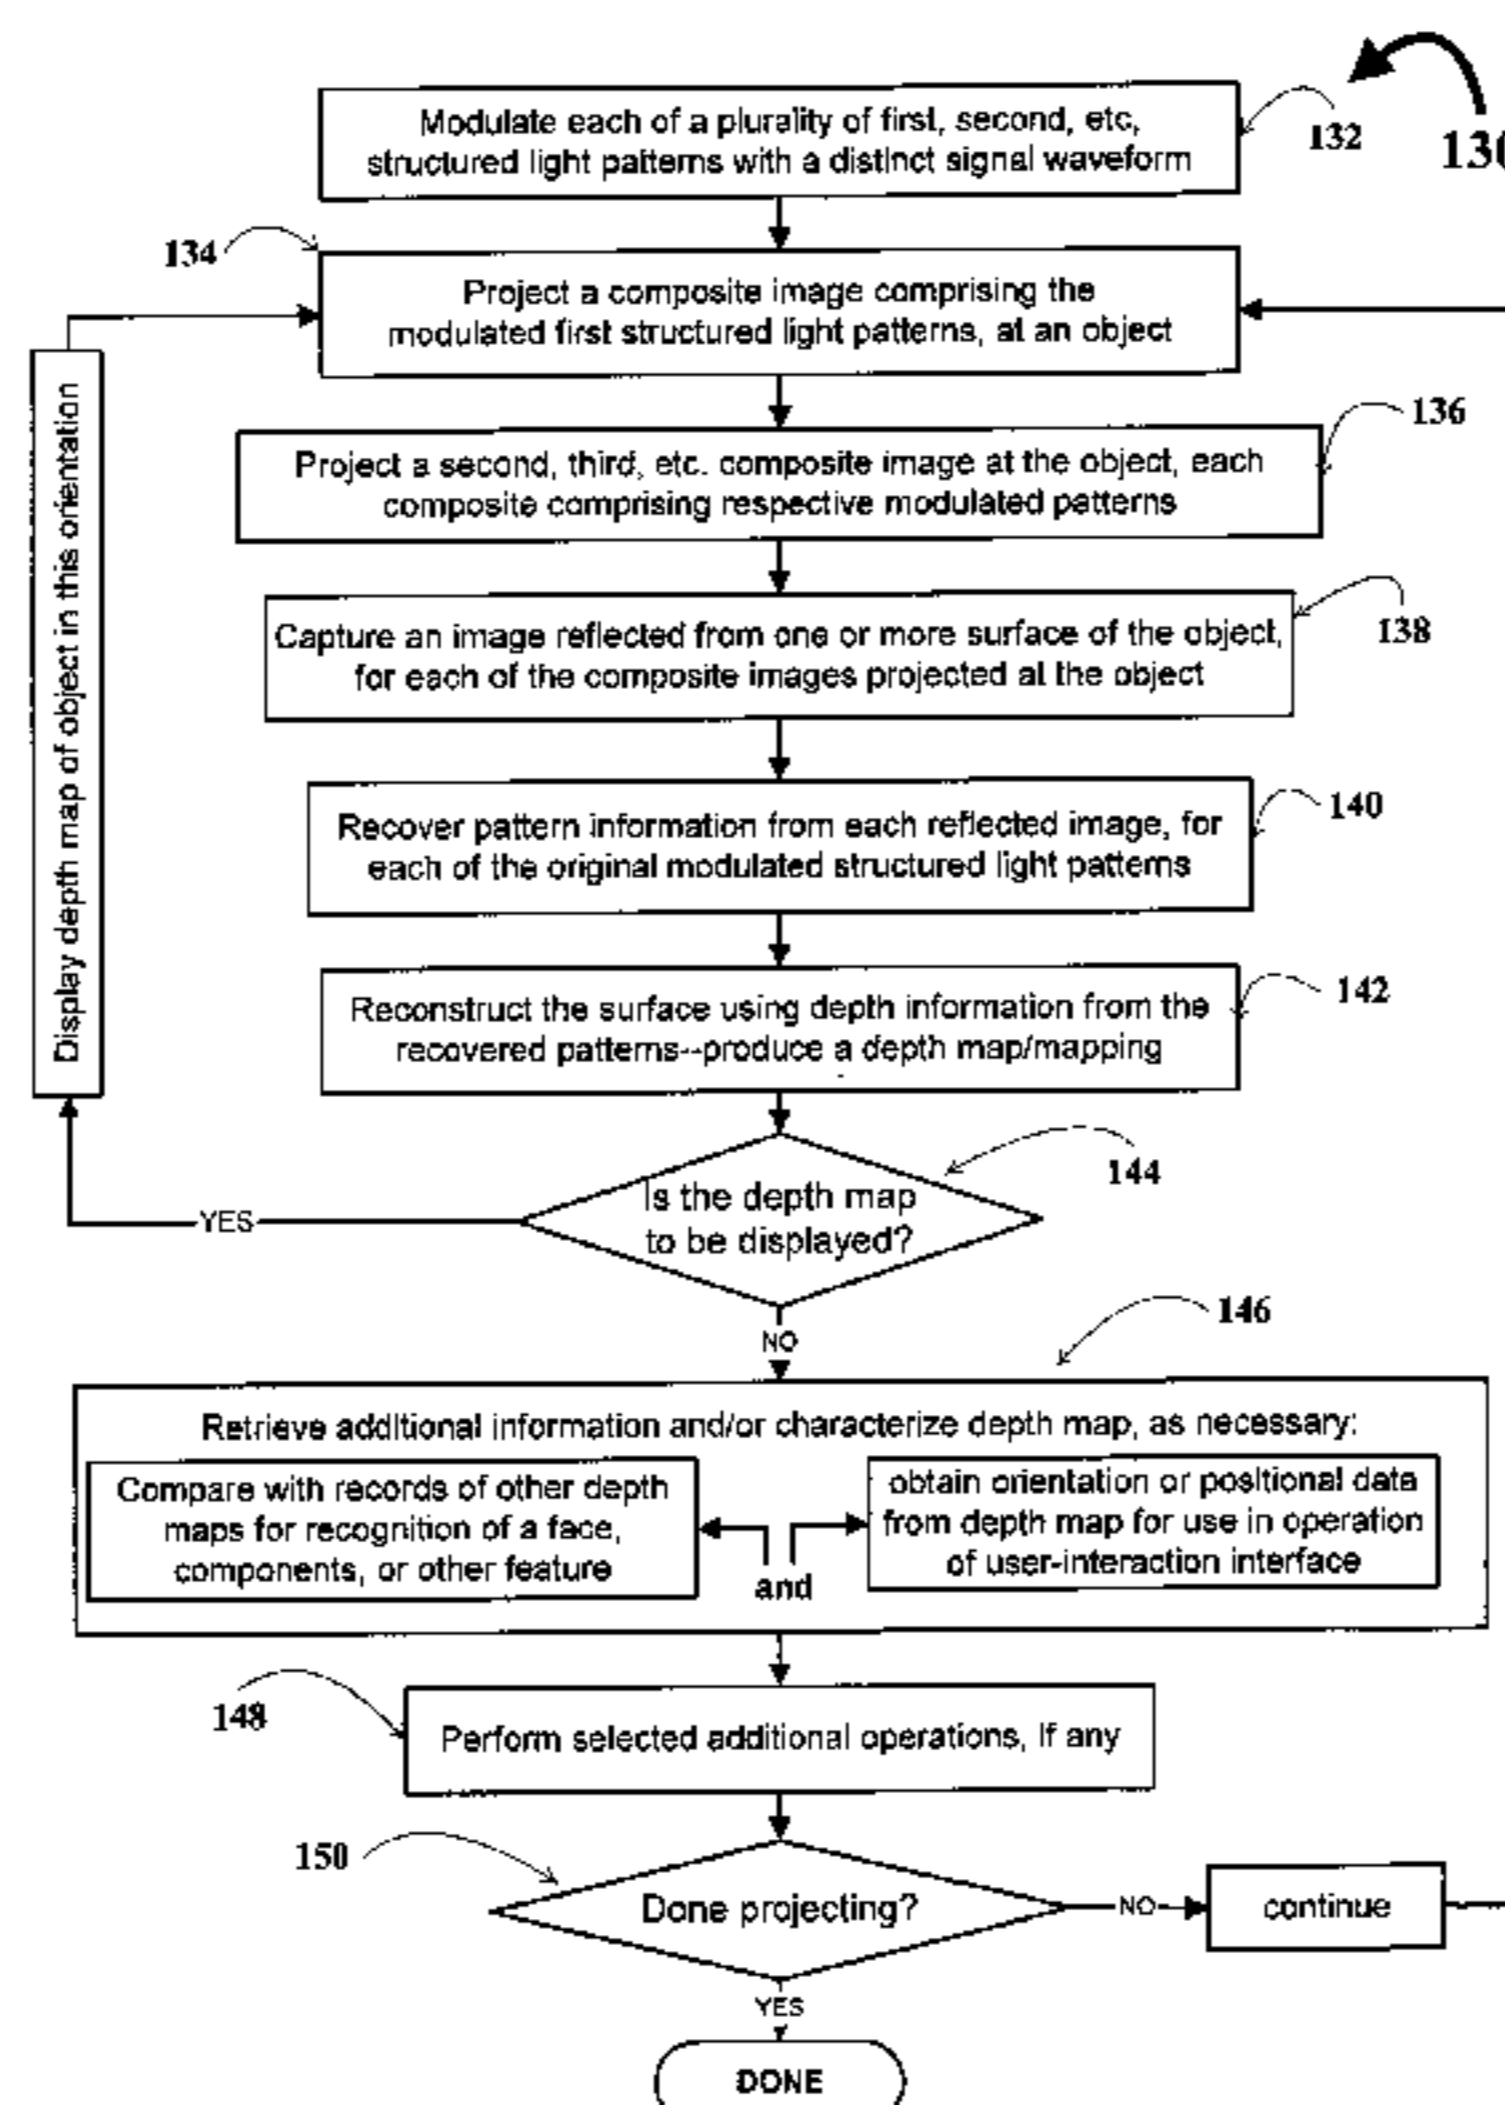 130
Modulate each of a plurality of first, second, etc,
structured light patterns with a distinct signal waveform
132
134
Project a composite image comprising the
modulated first structured light patterns, at an object
136
Project a second, third, etc. composite image at the object, each
composite comprising respective modulated patterns
Capture an image reflected from one or more surface of the object,
for each of the composite images projected at the object
138
Recover pattern information from each reflected image, for
each of the original modulated structured light patterns
140
Reconstruct the surface using depth information from the
recovered patterns--produce a depth map/mapping
142
Display depth map of object in this orientation
Is the depth map
to be displayed?
144
YES
NO
146
Retrieve additional information and/or characterize depth map, as necessary:
Compare with records of other depth
maps for recognition of a face,
components, or other feature
and
obtain orientation or positional data
from depth map for use in operation
of user-interaction interface
148
Perform selected additional operations, If any
150
Done projecting?
NO
continue
YES
DONE